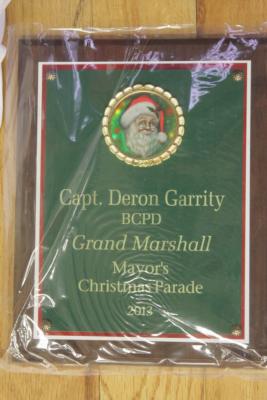 Capt. Deron Garrity
BCPD
Grand Marshall
Mayor's
Christmas Parade
2013